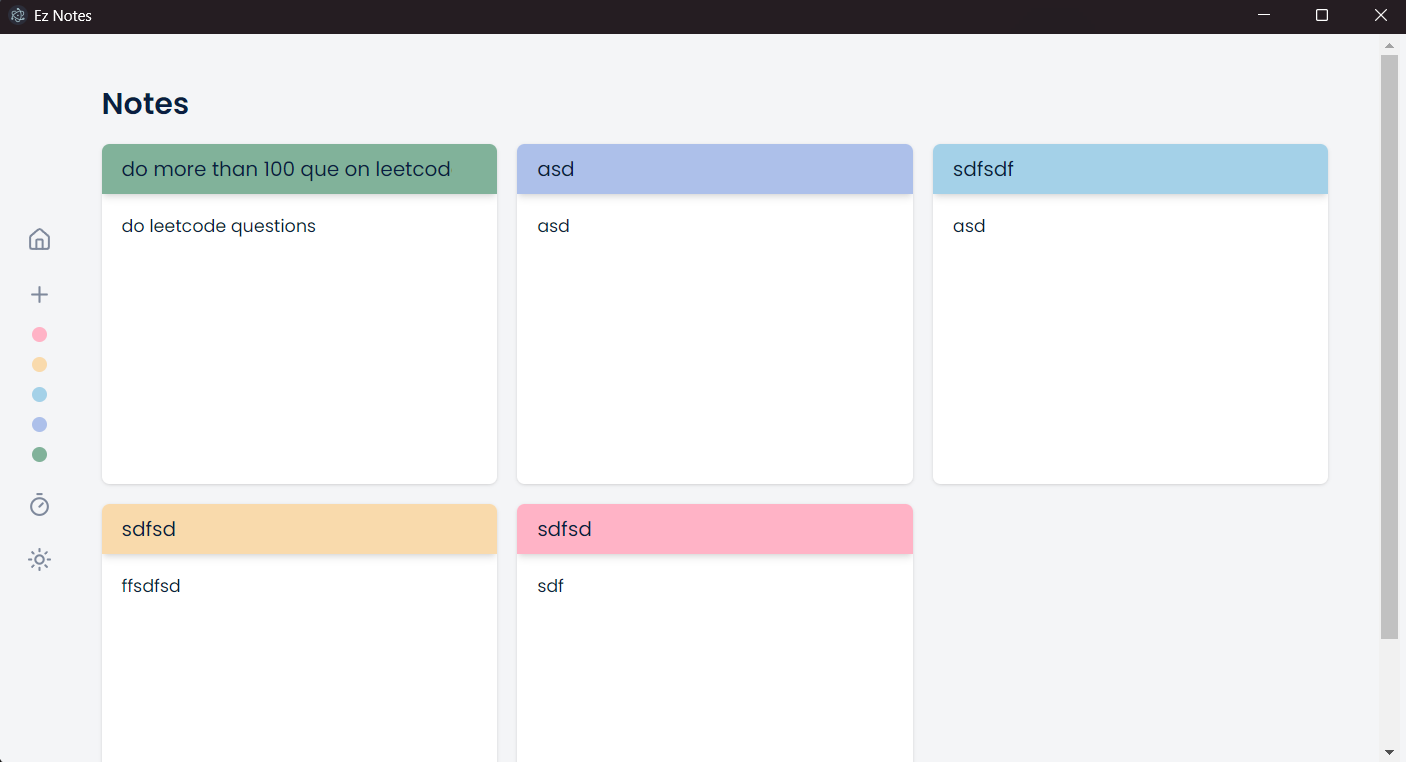 Ez Notes
Notes
do more than 100 que on leetcod
do leetcode questions
asd
asd
sdfsdf
asd
sdfsd
ffsdfsd
sdfsd
sdf